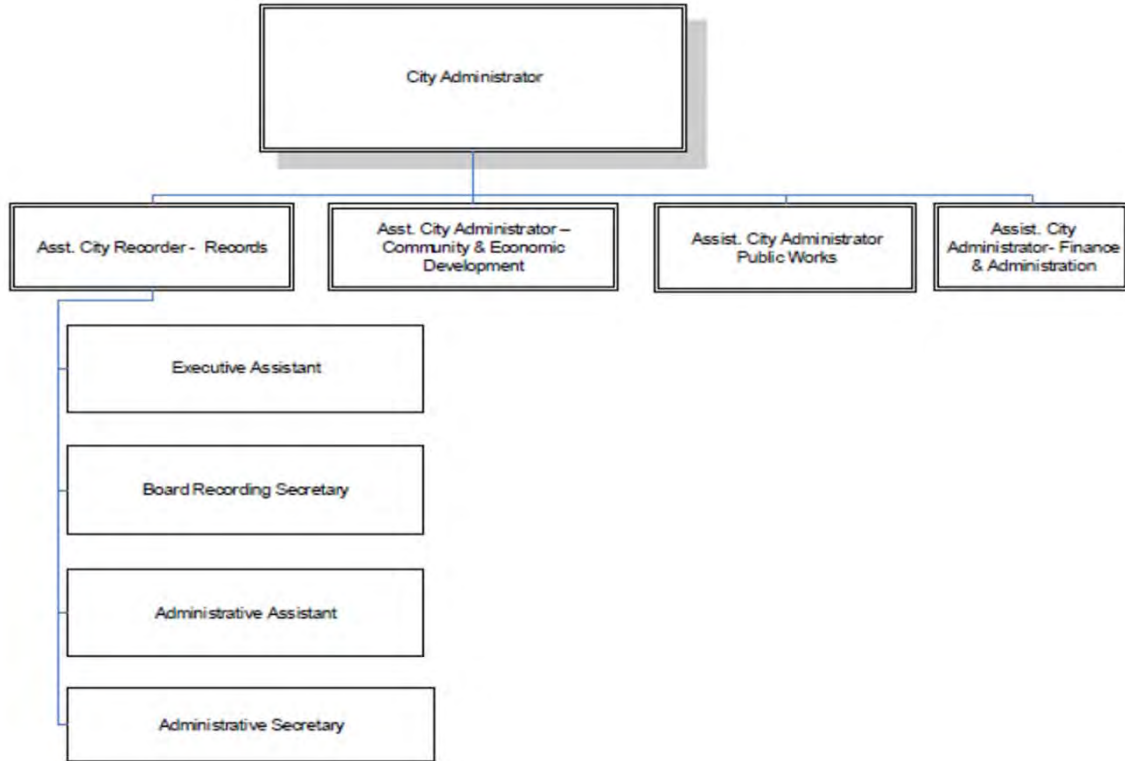 City Administrator
Asst. City Recorder - Records
Asst. City Administrator –
Community & Economic
Development
Assist. City Administrator
Public Works
Assist. City
Administrator- Finance
& Administration
Executive Assistant
Board Recording Secretary
Administrative Assistant
Administrative Secretary